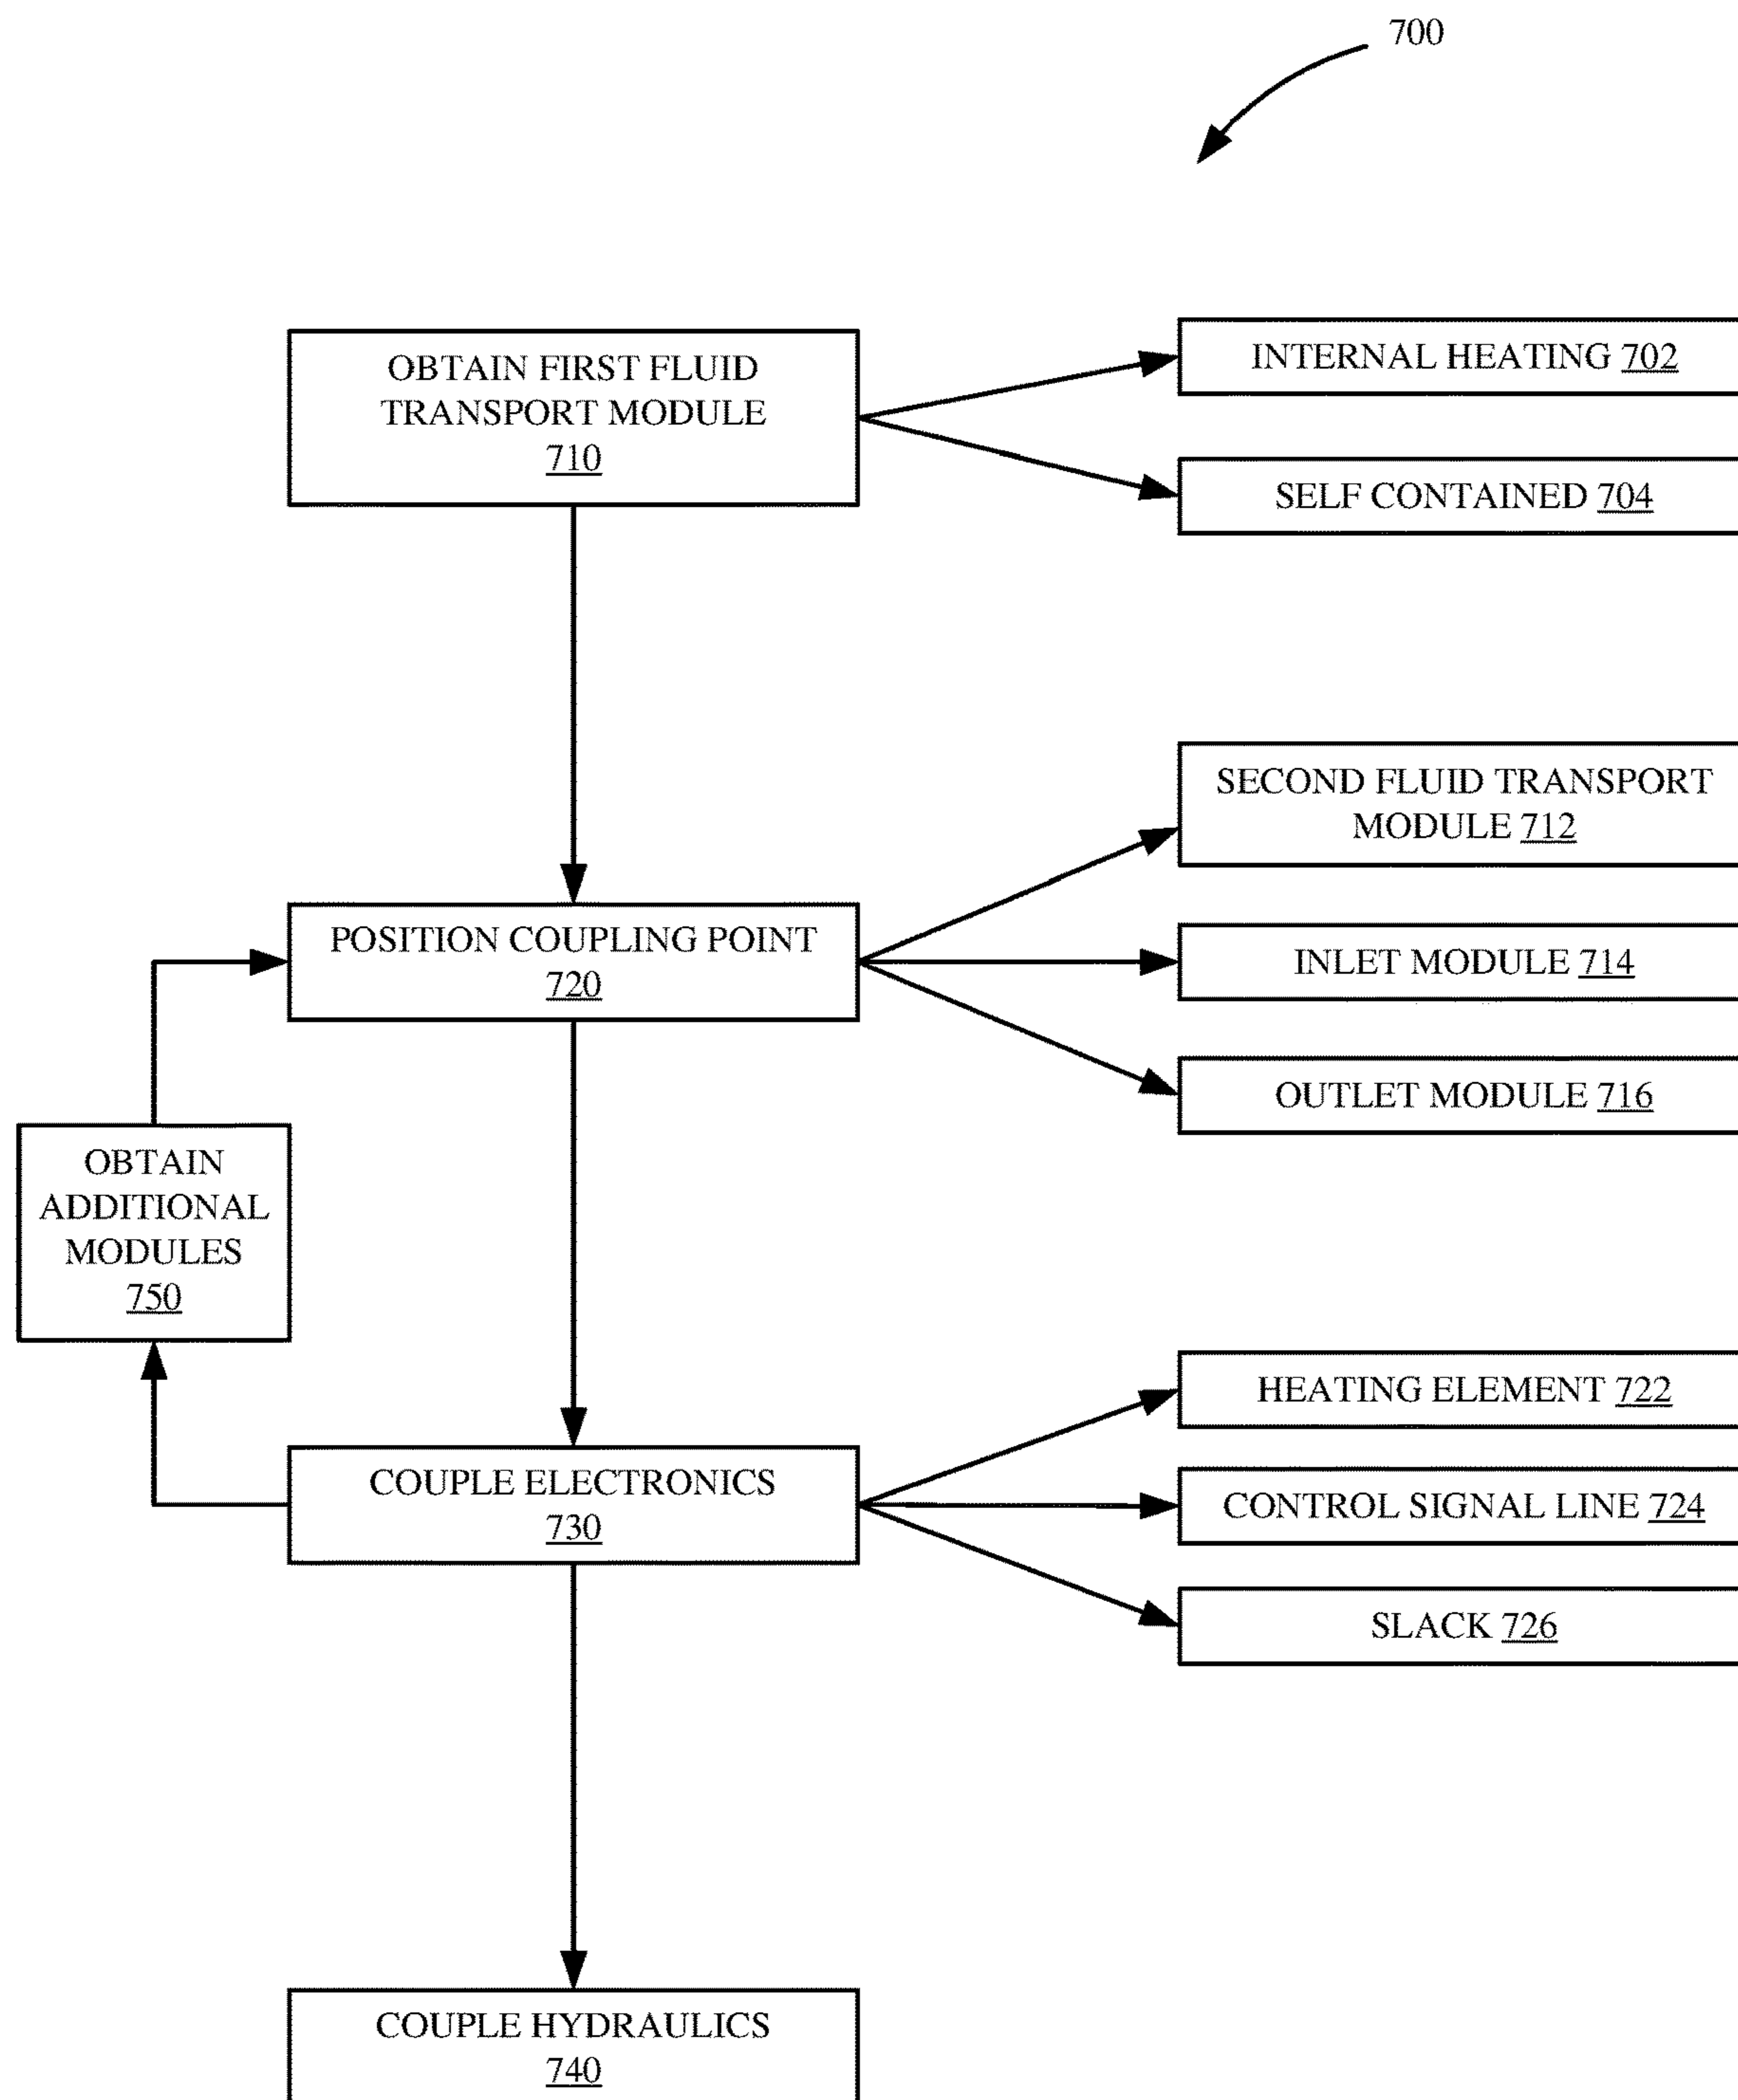 700
OBTAIN FIRST FLUID
TRANSPORT MODULE
710
INTERNAL HEATING 702
SELF CONTAINED 704
SECOND FLUID TRANSPORT
MODULE 712
POSITION COUPLING POINT
720
INLET MODULE 714
OUTLET MODULE 716
OBTAIN
ADDITIONAL
MODULES
750
HEATING ELEMENT 722
COUPLE ELECTRONICS
730
CONTROL SIGNAL LINE 724
SLACK 726
COUPLE HYDRAULICS
740